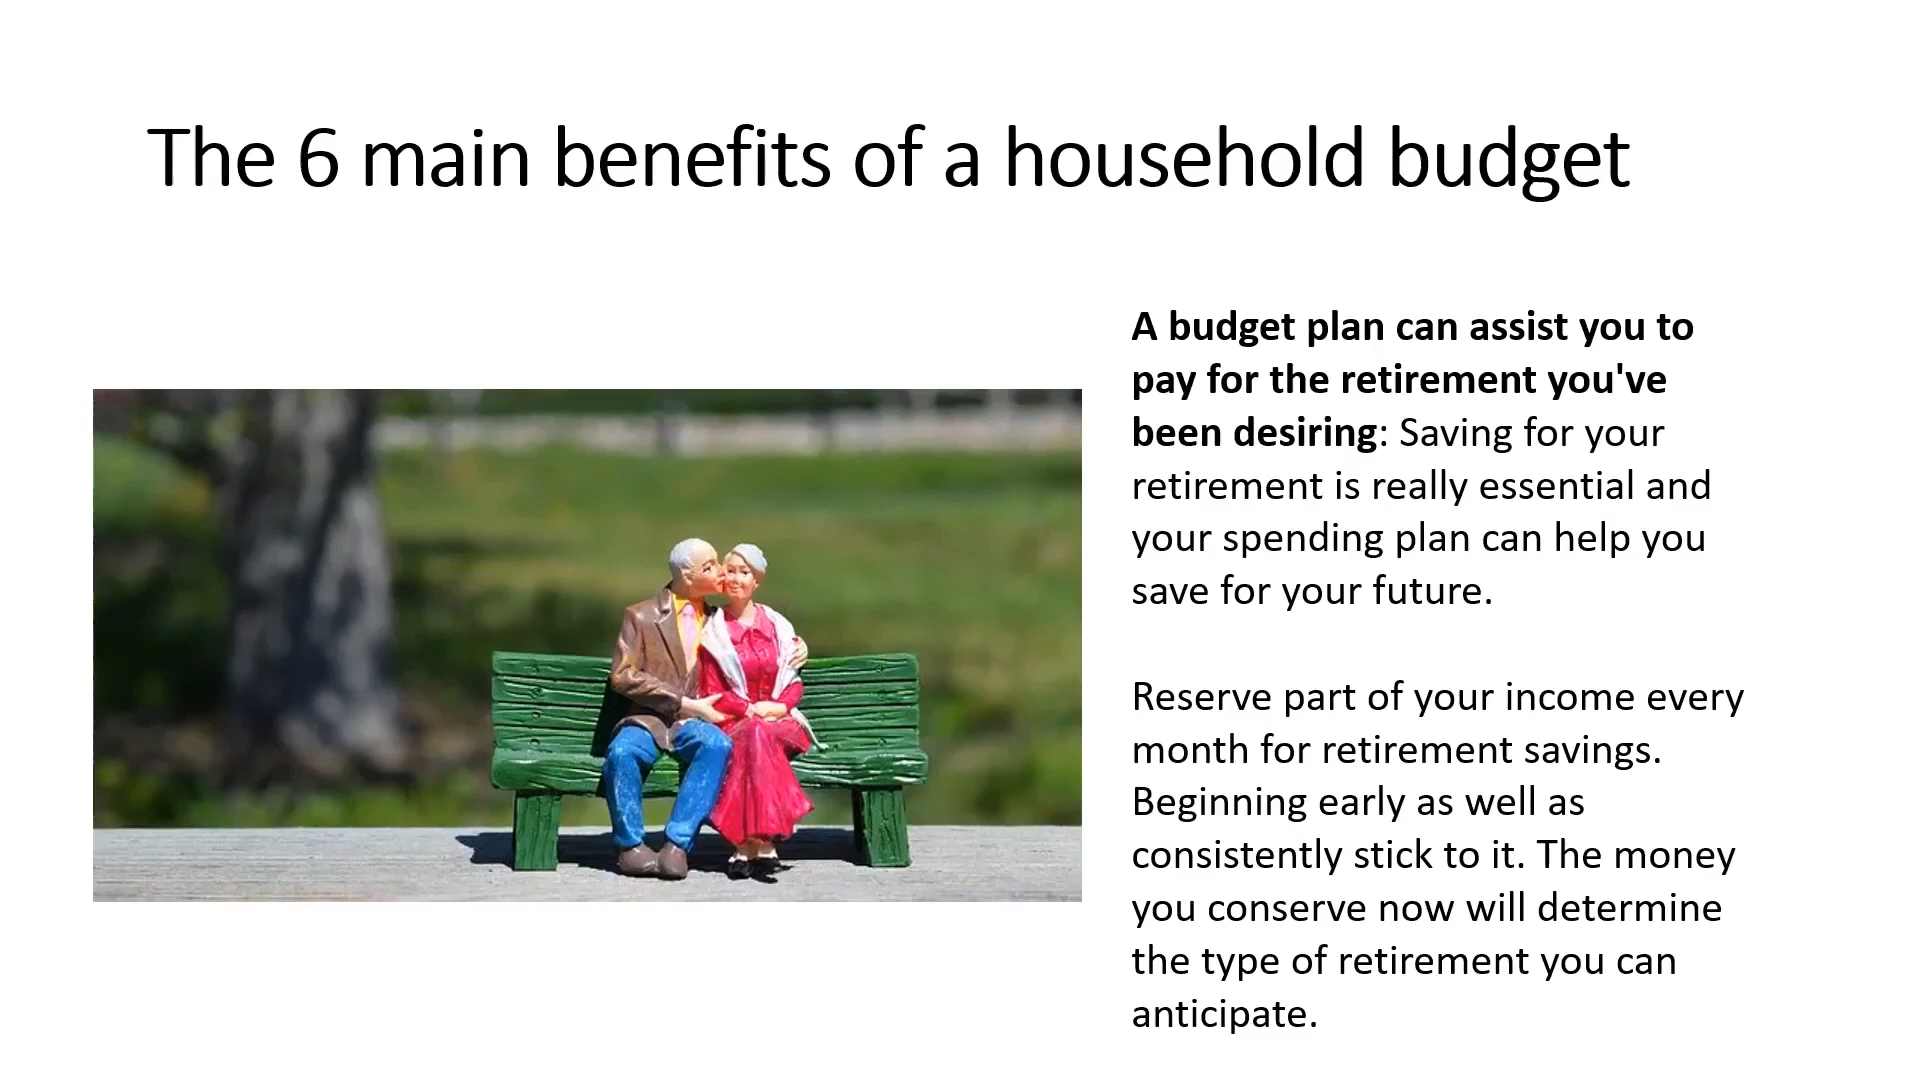 The 6 main benefits of a household budget
A budget plan can assist you to
pay for the retirement you've
been desiring: Saving for your
retirement is really essential and
your spending plan can help you
save for your future.
Reserve part of your income every
month for retirement savings.
Beginning early as well as
consistently stick to it. The money
you conserve now will determine
the type of retirement you can
anticipate.